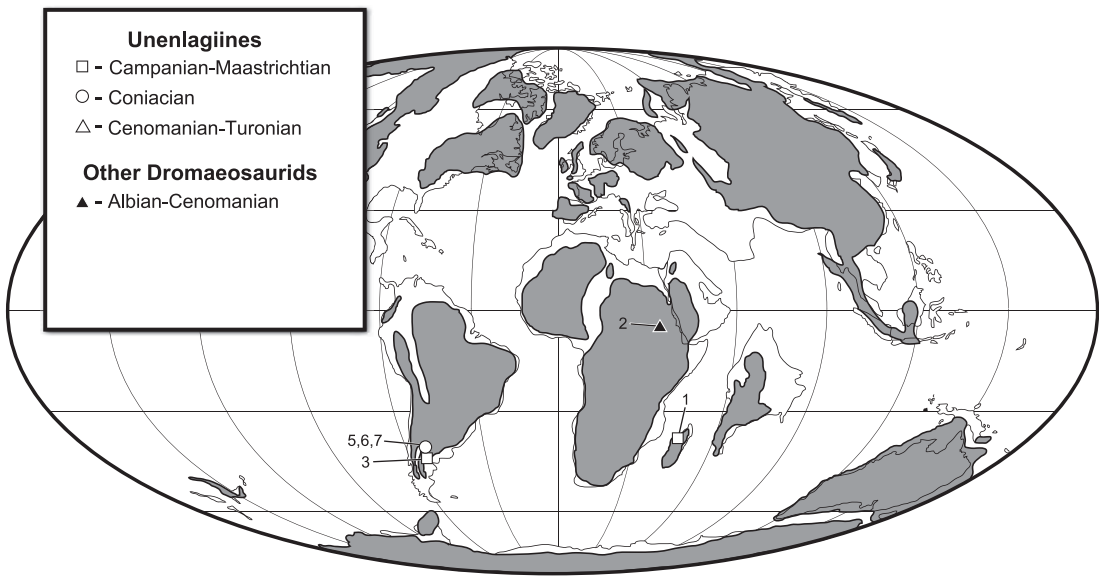 Unenlagiines
□ - Campanian-Maastrichtian
○ - Coniacian
△ - Cenomanian-Turonian
Other Dromaeosaurids
▲ - Albian-Cenomanian
2
1
5,6,7
3